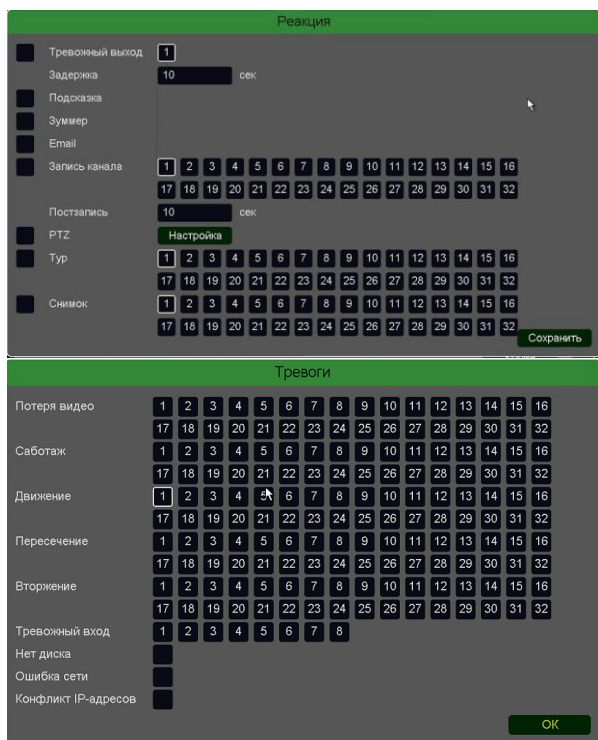 Реакция
Тревожный выход 1
Задержка 10 сек
Подсказка
Зуммер
Email
Запись канала 1 2 3 4 5 6 7 8 9 10 11 12 13 14 15 16
17 18 19 20 21 22 23 24 25 26 27 28 29 30 31 32
Постзапись 10 сек
PTZ Настройка
Тур 1 2 3 4 5 6 7 8 9 10 11 12 13 14 15 16
17 18 19 20 21 22 23 24 25 26 27 28 29 30 31 32
Снимок 1 2 3 4 5 6 7 8 9 10 11 12 13 14 15 16
17 18 19 20 21 22 23 24 25 26 27 28 29 30 31 32
Сохранить
Тревоги
Потеря видео 1 2 3 4 5 6 7 8 9 10 11 12 13 14 15 16
17 18 19 20 21 22 23 24 25 26 27 28 29 30 31 32
Саботаж 1 2 3 4 5 6 7 8 9 10 11 12 13 14 15 16
17 18 19 20 21 22 23 24 25 26 27 28 29 30 31 32
Движение 1 2 3 4 5 6 7 8 9 10 11 12 13 14 15 16
17 18 19 20 21 22 23 24 25 26 27 28 29 30 31 32
Пересечение 1 2 3 4 5 6 7 8 9 10 11 12 13 14 15 16
17 18 19 20 21 22 23 24 25 26 27 28 29 30 31 32
Вторжение 1 2 3 4 5 6 7 8 9 10 11 12 13 14 15 16
17 18 19 20 21 22 23 24 25 26 27 28 29 30 31 32
Тревожный вход 1 2 3 4 5 6 7 8
Нет диска
Ошибка сети
Конфликт IP-адресов
OK